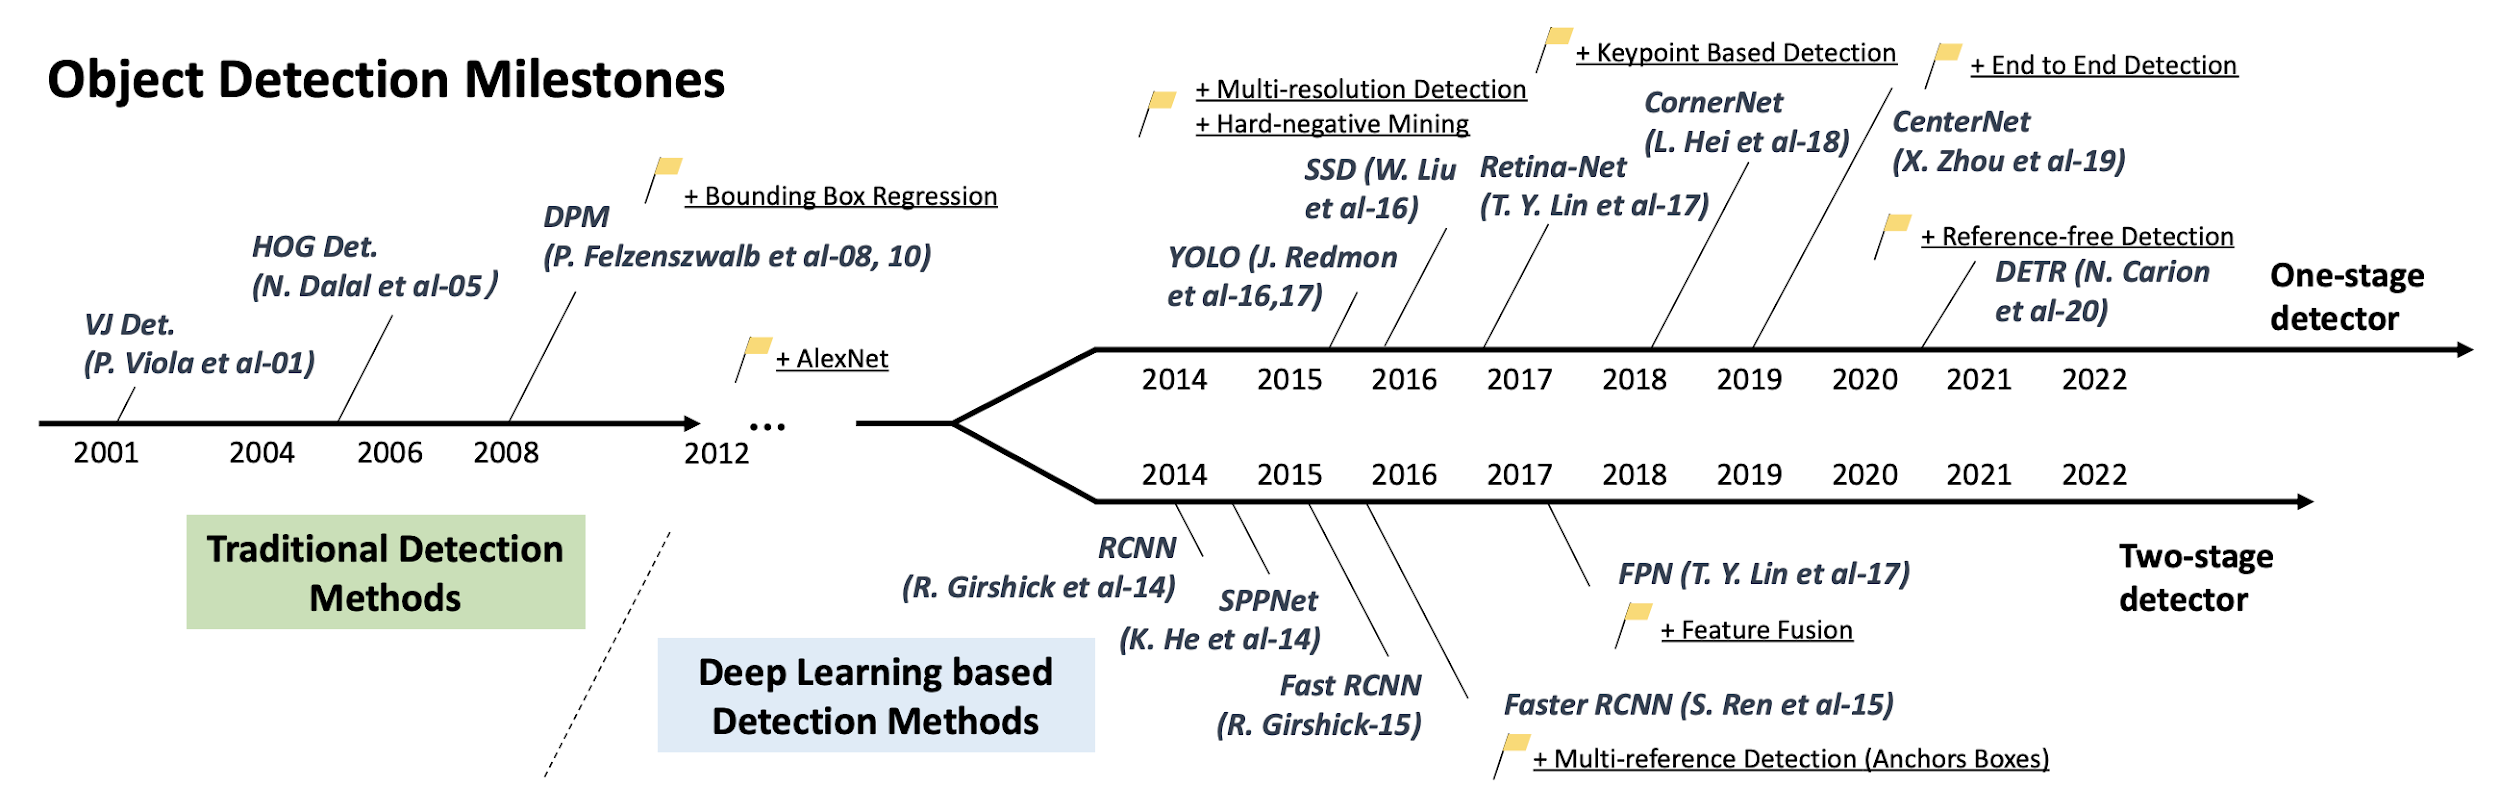 Object Detection Milestones
+ Keypoint Based Detection
+ End to End Detection
+ Multi-resolution Detection
+ Hard-negative Mining
CornerNet
(L. Hei et al-18)
CenterNet
(X. Zhou et al-19)
+ Bounding Box Regression
DPM
(P. Felzenszwalb et al-08, 10)
SSD (W. Liu
et al-16)
Retina-Net
(T. Y. Lin et al-17)
HOG Det.
(N. Dalal et al-05)
YOLO (J. Redmon
et al-16,17)
+ Reference-free Detection
DETR (N. Carion
et al-20)
One-stage
detector
VJ Det.
(P. Viola et al-01)
+ AlexNet
2014 2015 2016 2017 2018 2019 2020 2021 2022
...
2001 2004 2006 2008 2012
2014 2015 2016 2017 2018 2019 2020 2021 2022
Traditional Detection
Methods
RCNN
(R. Girshick et al-14)
SPPNet
(K. He et al-14)
FPN (T. Y. Lin et al-17)
+ Feature Fusion
Two-stage
detector
Deep Learning based
Detection Methods
Fast RCNN
(R. Girshick-15)
Faster RCNN (S. Ren et al-15)
+ Multi-reference Detection (Anchors Boxes)